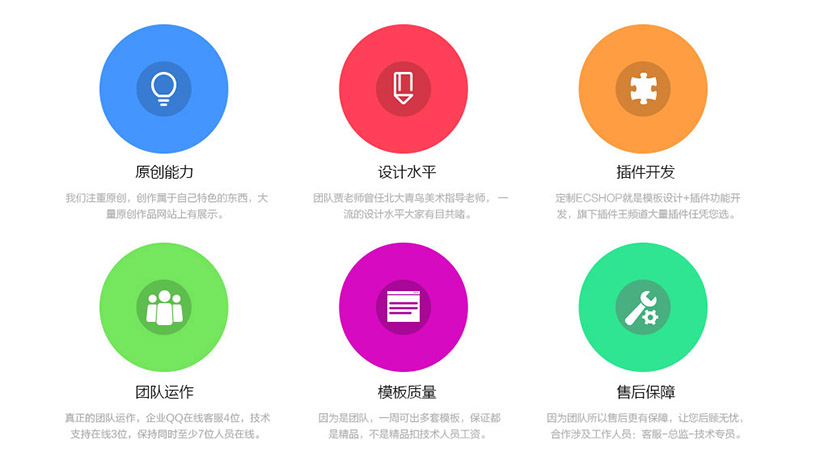 原创能力
我们注重原创，创作属于自己特色的东西，大
量原创作品网站上有展示。
设计水平
团队贾老师曾任北大青鸟美术指导老师，一
流的设计水平大家有目共睹。
插件开发
定制ECSHOP就是模板设计+插件功能开
发，旗下插件王频道大量插件任凭您选。
团队运作
真正的团队运作，企业QQ在线客服4位，技术
支持在线3位，保持同时至少7位人员在线。
模板质量
因为是团队，一周可出多套模板，保证都
是精品，不是精品扣技术人员工资。
售后保障
因为团队所以售后更有保障，让您后顾无忧，
合作涉及工作人员：客服-总监-技术专员。